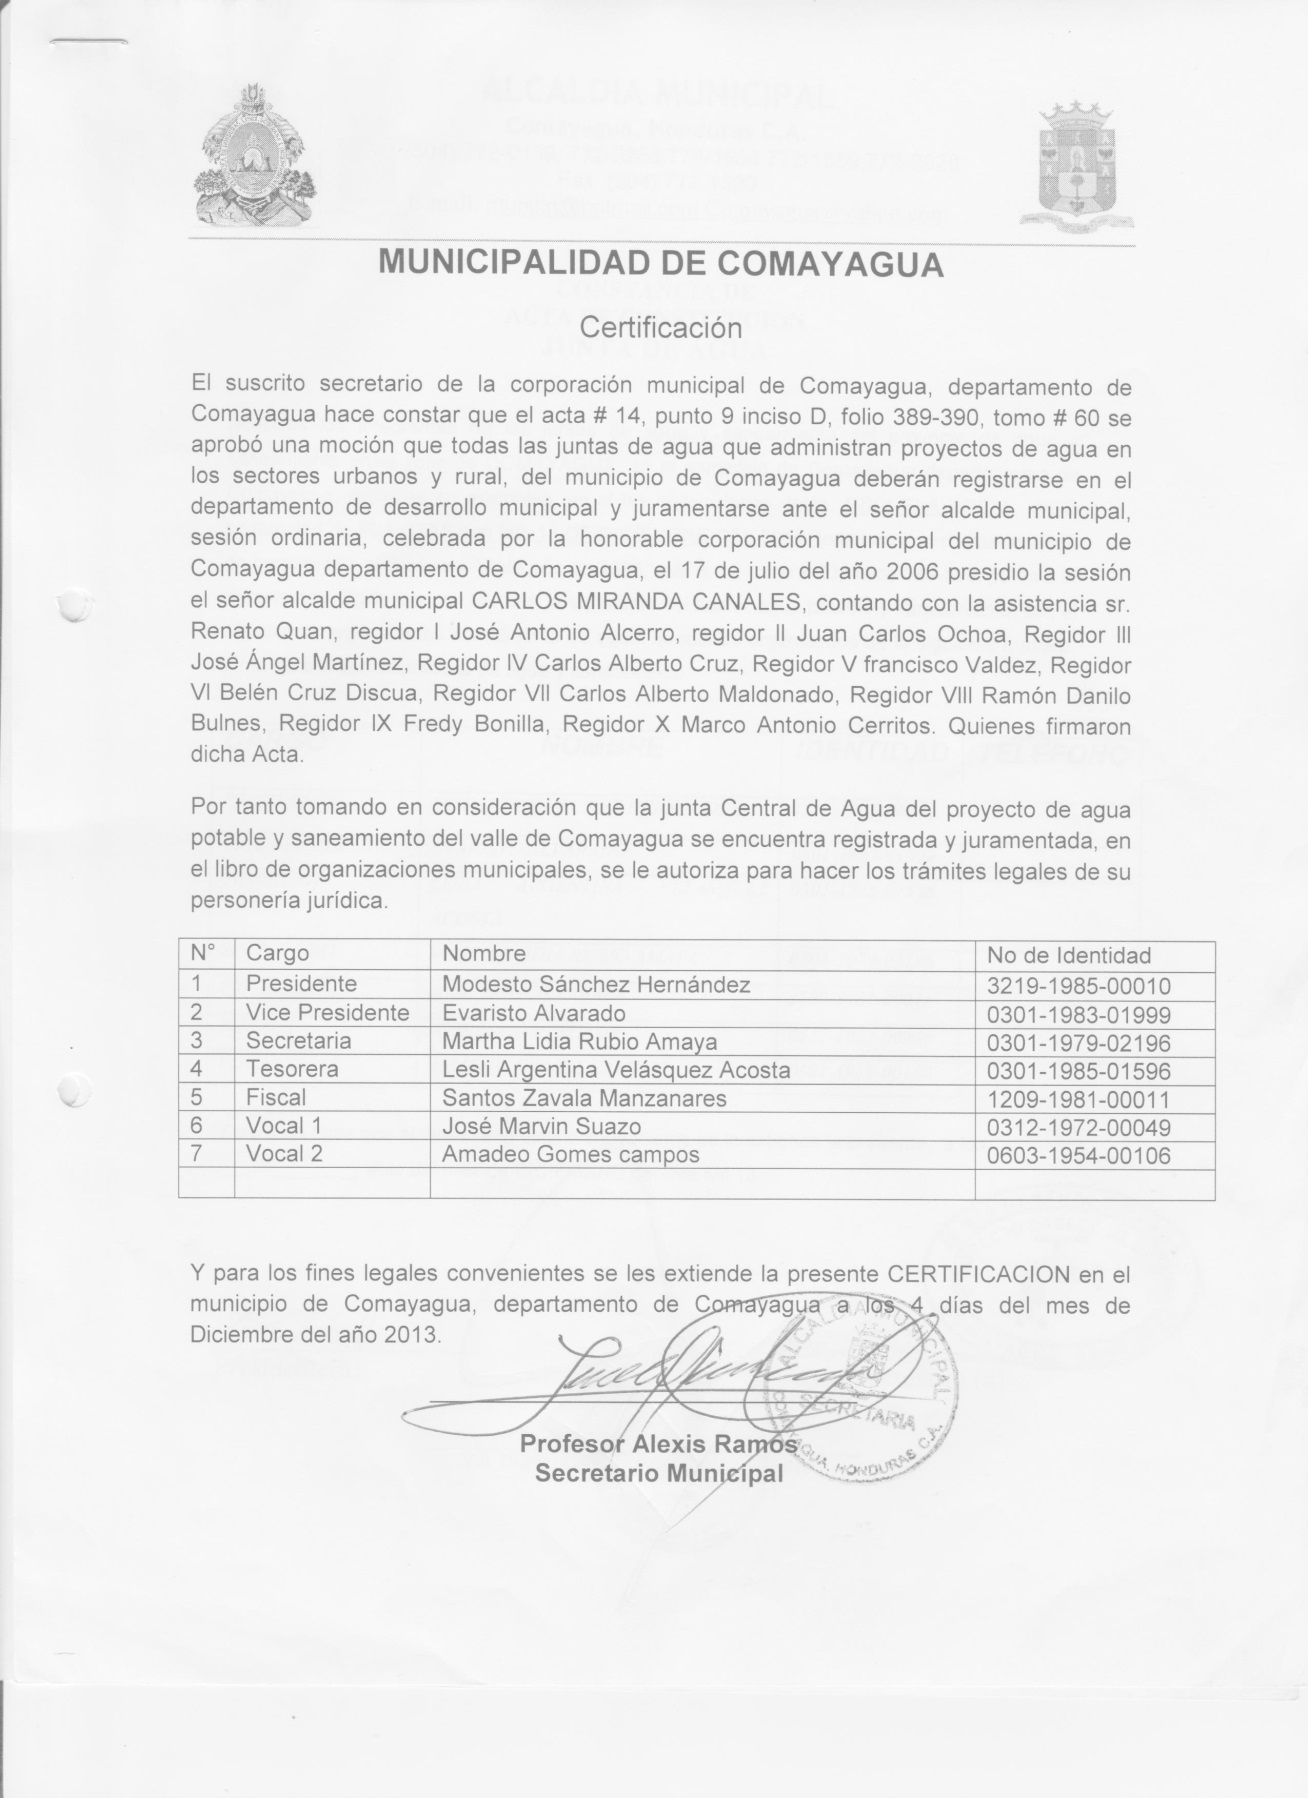 MUNICIPALIDAD DE COMAYAGUA
Certificación
El suscrito secretario de la corporación municipal de Comayagua, departamento de
Comayagua hace constar que el acta # 14, punto 9 inciso D, folio 389-390, tomo # 60 se
aprobó una moción que todas las juntas de agua que administran proyectos de agua en
los sectores urbanos y rural, del municipio de Comayagua deberán registrarse en el
departamento de desarrollo municipal y juramentarse ante el señor alcalde municipal,
sesión ordinaria, celebrada por la honorable corporación municipal del municipio de
Comayagua departamento de Comayagua, el 17 de julio del año 2006 presidio la sesión
el señor alcalde municipal CARLOS MIRANDA CANALES, contando con la asistencia sr.
Renato Quan, regidor I José Antonio Alcerro, regidor II Juan Carlos Ochoa, Regidor III
José Ángel Martínez, Regidor IV Carlos Alberto Cruz, Regidor V francisco Valdez, Regidor
VI Belén Cruz Discua, Regidor VII Carlos Alberto Maldonado, Regidor VIII Ramón Danilo
Bulnes, Regidor IX Fredy Bonilla, Regidor X Marco Antonio Cerritos. Quienes firmaron
dicha Acta.
Por tanto tomando en consideración que la junta Central de Agua del proyecto de agua
potable y saneamiento del valle de Comayagua se encuentra registrada y juramentada, en
el libro de organizaciones municipales, se le autoriza para hacer los trámites legales de su
personería jurídica.
N° Cargo Nombre No de Identidad
1 Presidente Modesto Sánchez Hernández 3219-1985-00010
2 Vice Presidente Evaristo Alvarado 0301-1983-01999
3 Secretaria Martha Lidia Rubio Amaya 0301-1979-02196
4 Tesorera Lesli Argentina Velásquez Acosta 0301-1985-01596
5 Fiscal Santos Zavala Manzanares 1209-1981-00011
6 Vocal 1 José Marvin Suazo 0312-1972-00049
7 Vocal 2 Amadeo Gomes campos 0603-1954-00106
Y para los fines legales convenientes se les extiende la presente CERTIFICACION en el
municipio de Comayagua, departamento de Comayagua a los 4 días del mes de
Diciembre del año 2013.
ALCALDIA MUNICIPAL
SECRETARIA
COMAYAGUA, HONDURAS C.A.
Profesor Alexis Ramos
Secretario Municipal